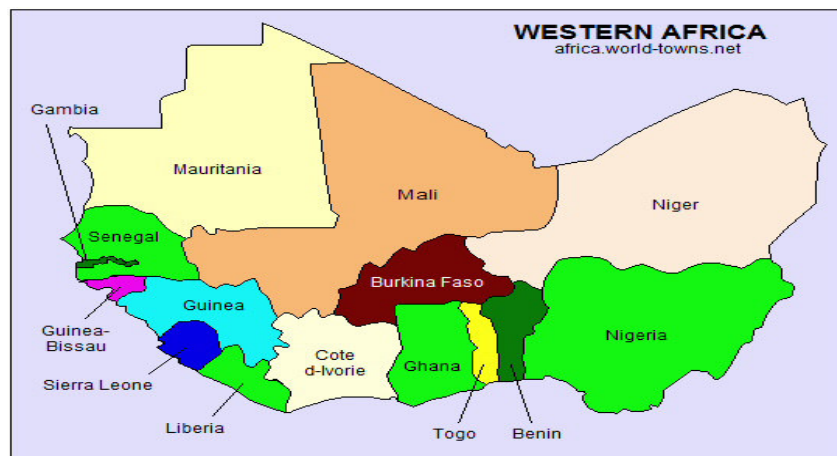 WESTERN AFRICA
africa.world-towns.net
Gambia
Mauritania
Mali
Niger
Senegal
Burkina Faso
Guinea
Guinea-
Bissau
Nigeria
Cote
d-Ivorie
Ghana
Sierra Leone
Liberia
Togo
Benin